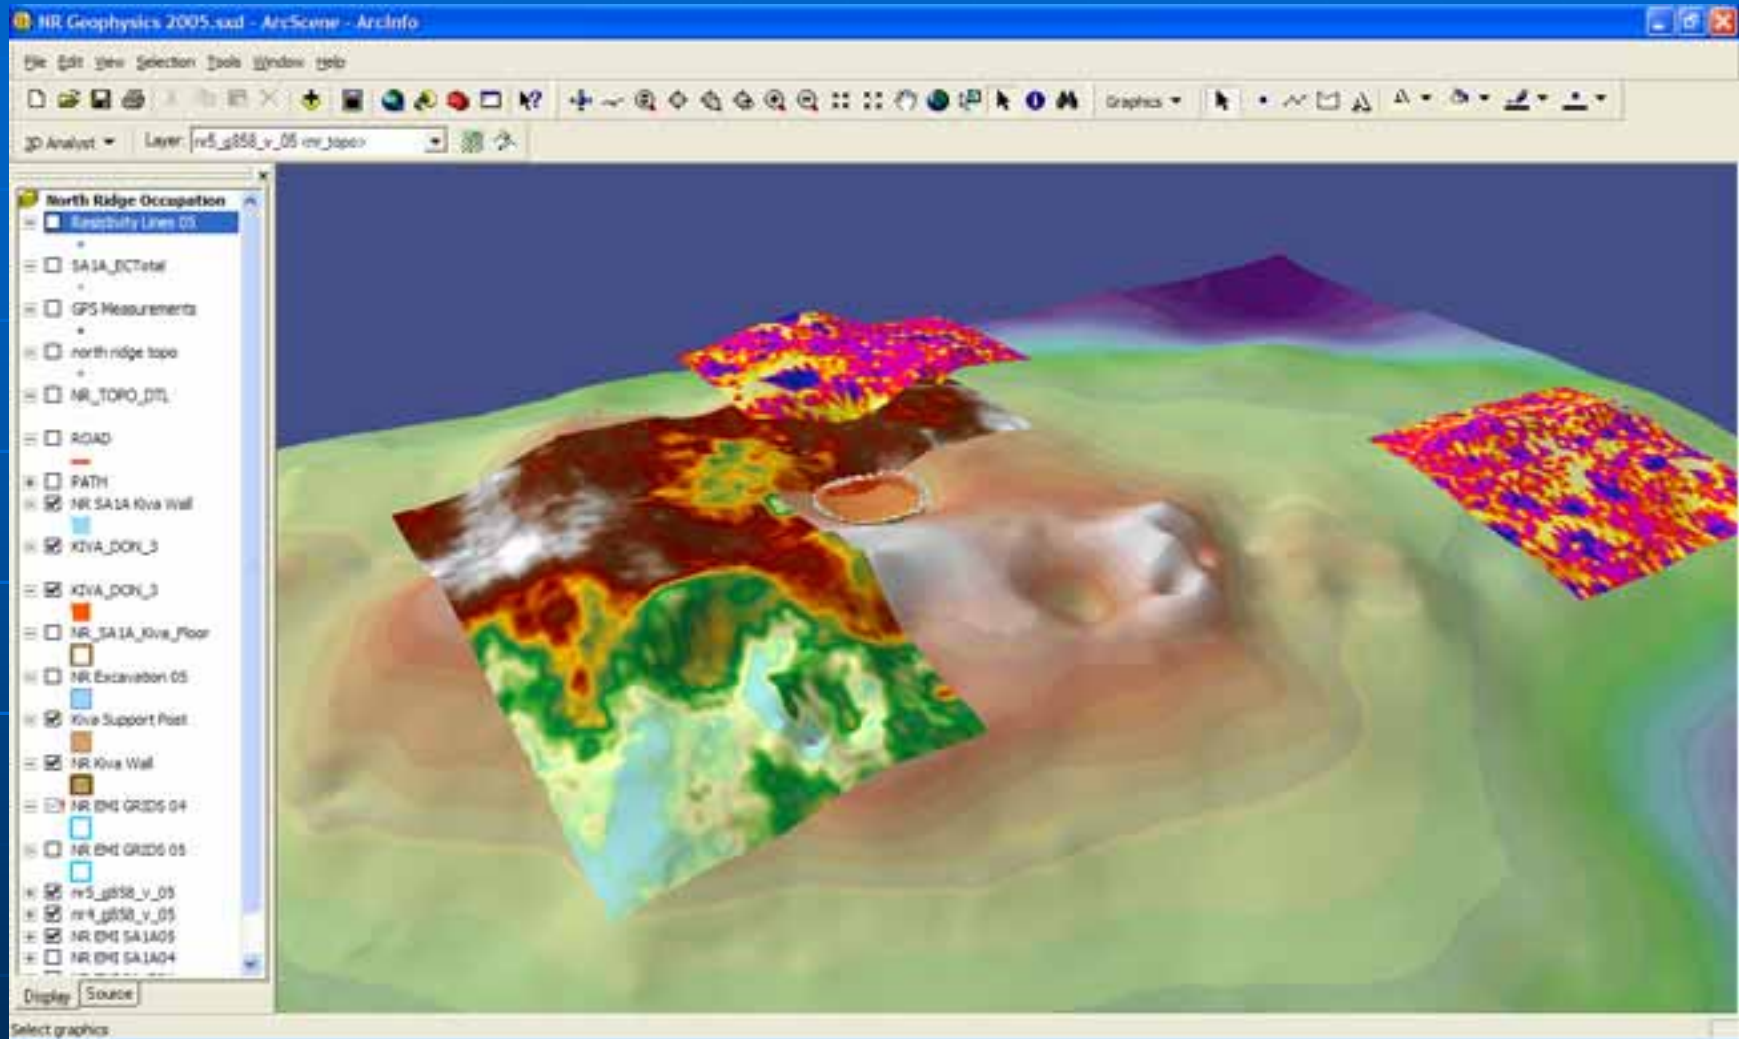 NR Geophysics 2005.sxd - ArcScene - ArcInfo
File Edit View Selection Tools Window Help
Graphics
3D Analyst Layer: nr5_g858_v_05 <nr_topo>
North Ridge Occupation
Resistivity Lines 05
SA1A_ECTotal
GPS Measurements
north ridge topo
NR_TOPO_DTL
ROAD
PATH
NR SA1A Kiva Wall
KIVA_DON_3
KIVA_DON_3
NR_SA1A_Kiva_Floor
NR Excavation 05
Kiva Support Post
NR Kiva Wall
NR EMI GRIDS 04
NR EMI GRIDS 05
nr5_g858_v_05
nr4_g858_v_05
NR EMI SA1A05
NR EMI SA1A04
Display Source
Select graphics